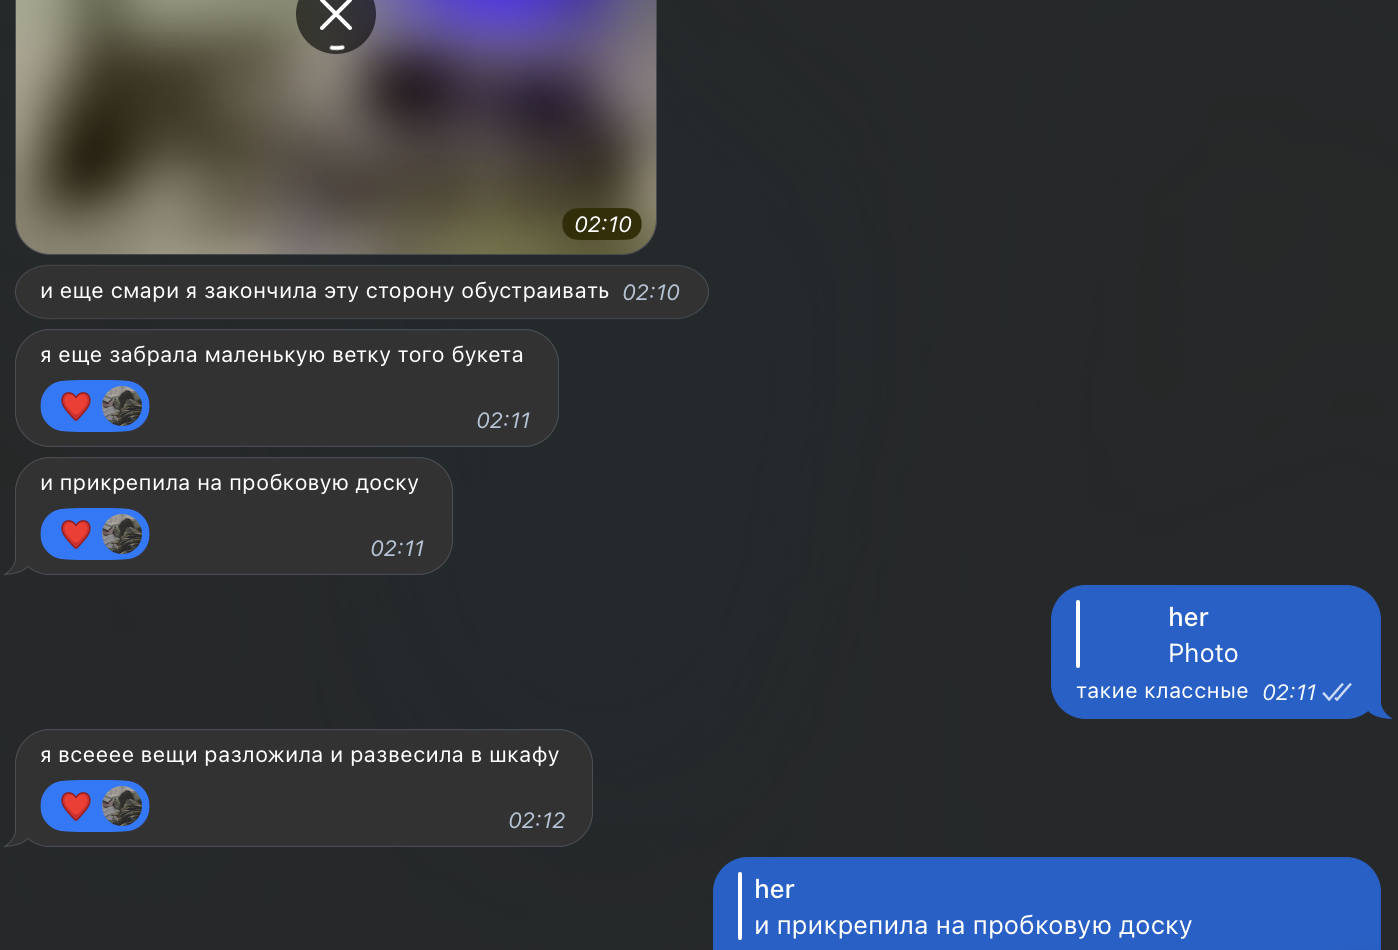 02:10
и еще смари я закончила эту сторону обустраивать 02:10
я еще забрала маленькую ветку того букета
02:11
и прикрепила на пробковую доску
02:11
her
Photo
такие классные 02:11
я всееее вещи разложила и развесила в шкафу
02:12
her
и прикрепила на пробковую доску